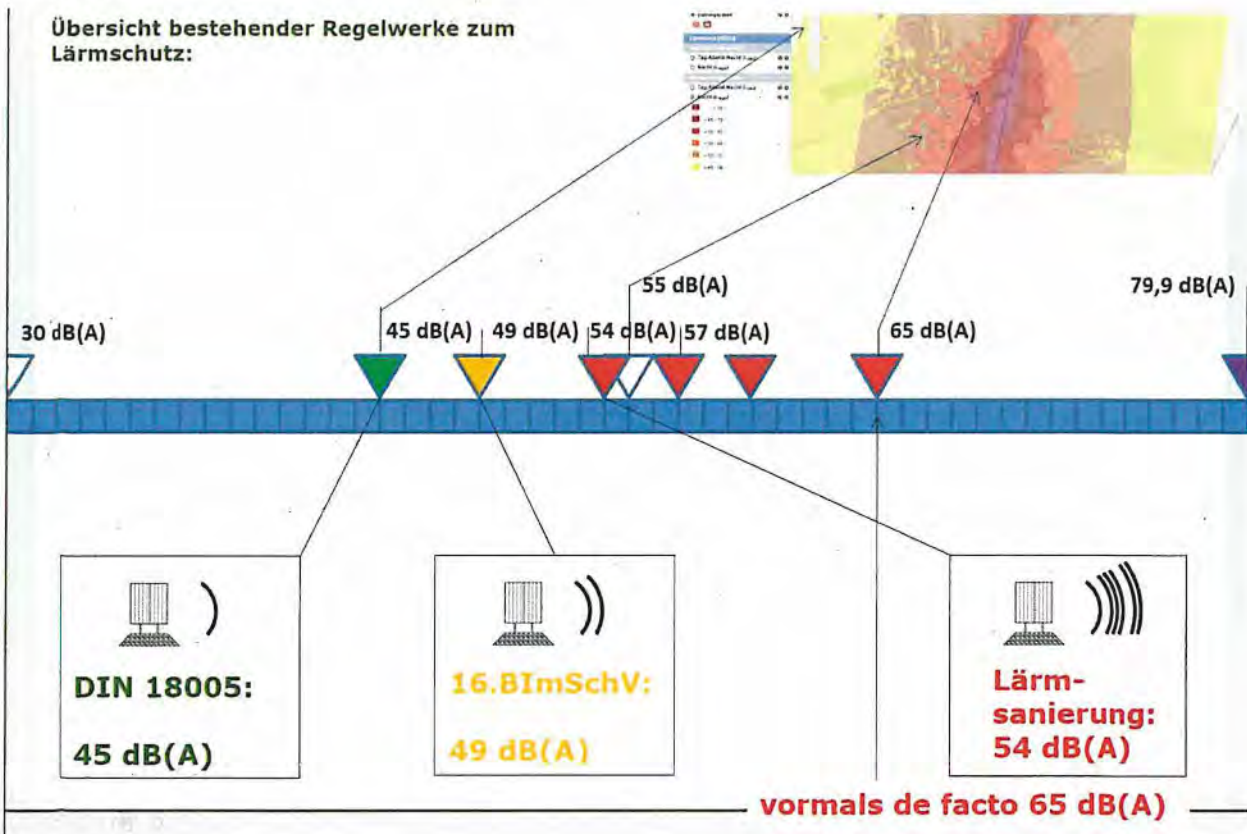 Übersicht bestehender Regelwerke zum
Lärmschutz:
55 dB(A)
79,9 dB(A)
30 dB(A)
45 dB(A)
49 dB(A)
54 dB(A)
57 dB(A)
65 dB(A)
DIN 18005:
45 dB(A)
16.BImSchV:
49 dB(A)
Lärm-
sanierung:
54 dB(A)
vormals de facto 65 dB(A)